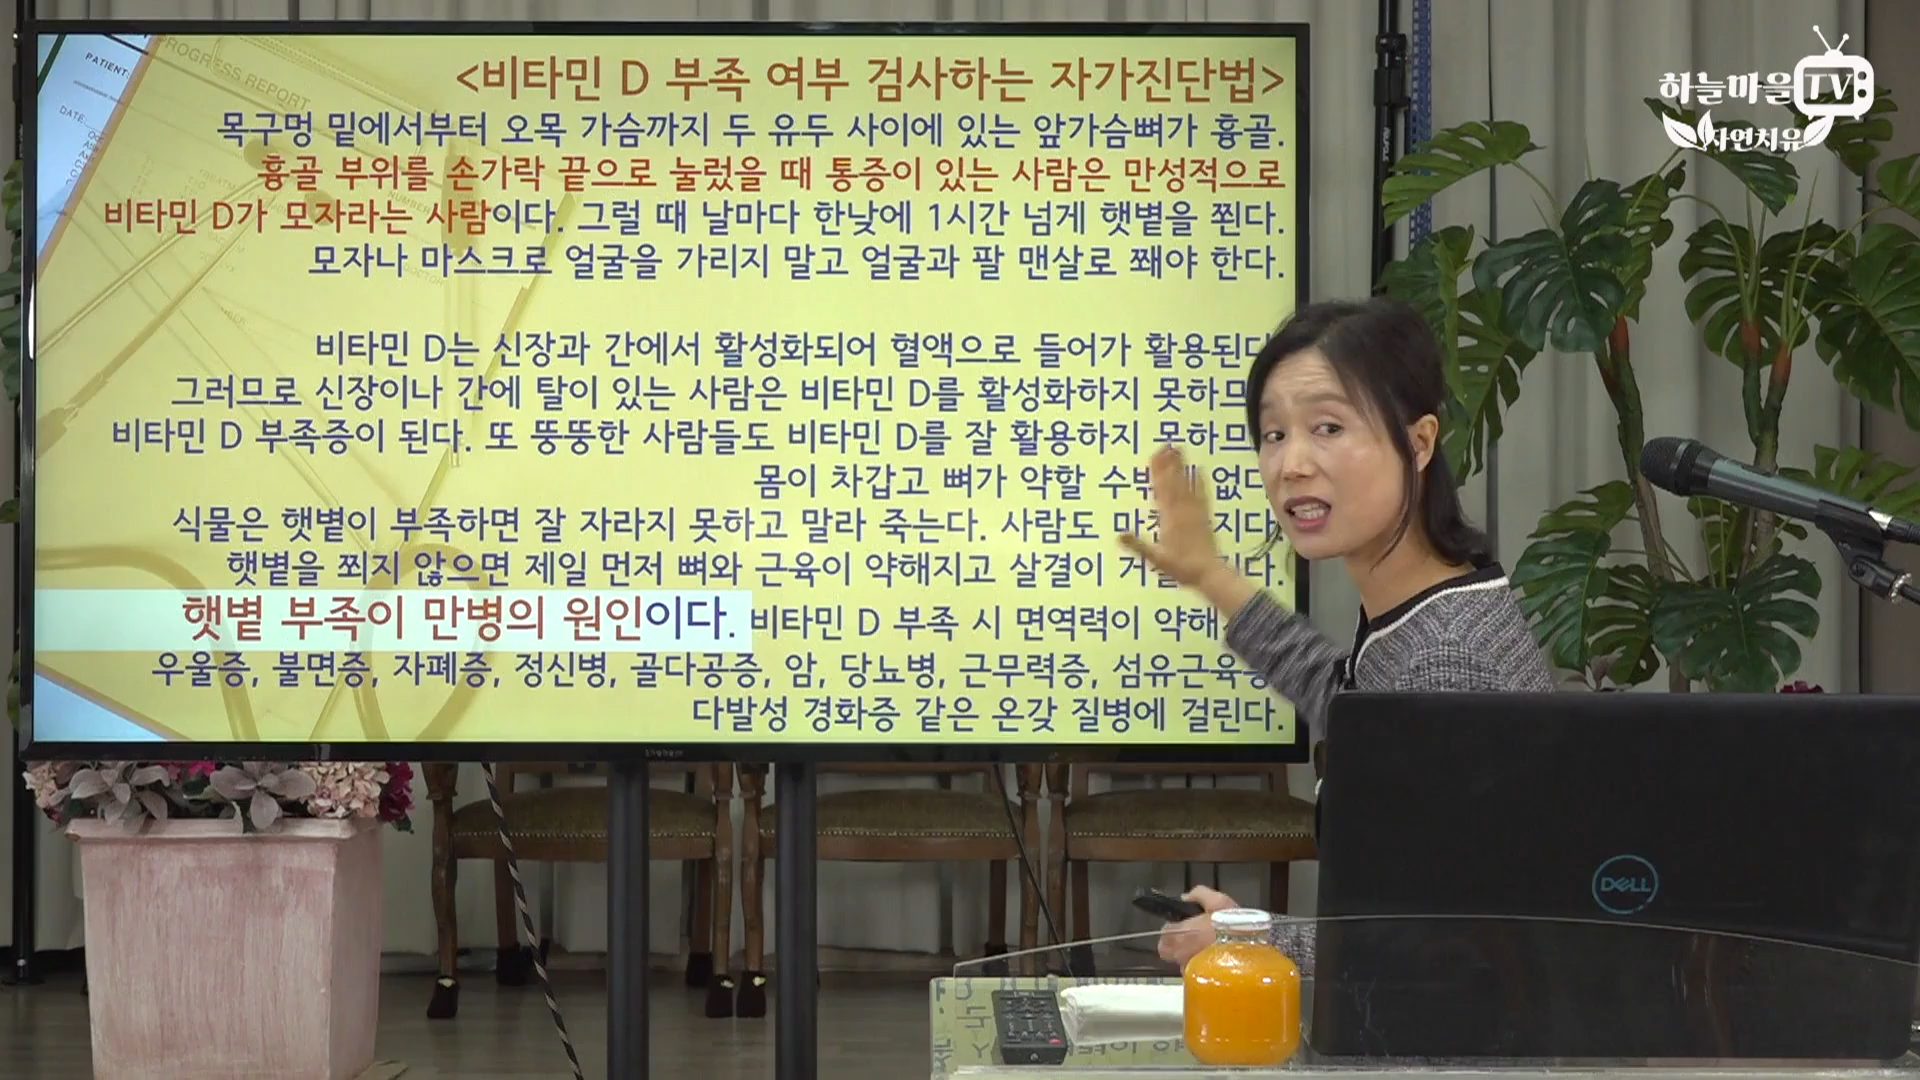 PROGRESS REPORT
PATIENT:
DATE:
<비타민 D 부족 여부 검사하는 자가진단법>
목구멍 밑에서부터 오목 가슴까지 두 유두 사이에 있는 앞가슴뼈가 흉골.
흉골 부위를 손가락 끝으로 눌렀을 때 통증이 있는 사람은 만성적으로
비타민 D가 모자라는 사람이다. 그럴 때 날마다 한낮에 1시간 넘게 햇볕을 쬔다.
모자나 마스크로 얼굴을 가리지 말고 얼굴과 팔 맨살로 쫴야 한다.
비타민 D는 신장과 간에서 활성화되어 혈액으로 들어가 활용된다
그러므로 신장이나 간에 탈이 있는 사람은 비타민 D를 활성화하지
비타민 D 부족증이 된다. 또 뚱뚱한 사람들도 비타민 D를 잘 활용하지
몸이 차갑고 뼈가 약할 없다
식물은 햇볕이 부족하면 잘 자라지 못하고 말라 죽는다. 사람도
햇볕을 쬐지 않으면 제일 먼저 뼈와 근육이 약해지고 살결이
햇볕 부족이 만병의 원인이다. 비타민 D 부족 시 면역력이
우울증, 불면증, 자폐증, 정신병, 골다공증, 암, 당뇨병, 근무력증,
다발성 경화증 같은 온갖 질병에 걸린다.
하늘마을TV
자연치유
DELL